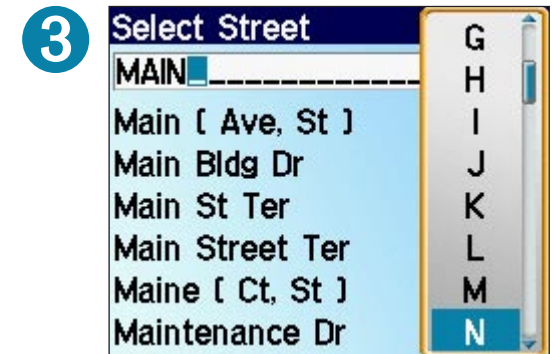 3
Select Street
MAIN_____________
Main [ Ave, St ]
Main Bldg Dr
Main St Ter
Main Street Ter
Maine [ Ct, St ]
Maintenance Dr
G
H
I
J
K
L
M
N